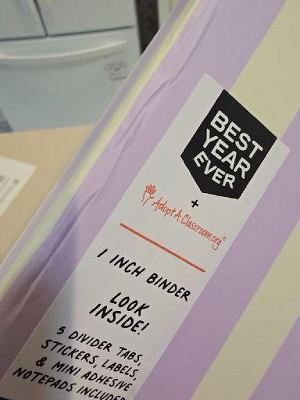 BEST
YEAR
EVER
+
AdoptAClassroom.org®
1 INCH BINDER
LOOK
INSIDE!
5 DIVIDER TABS,
STICKERS, LABELS,
& MINI ADHESIVE
NOTEPADS INCLUDED